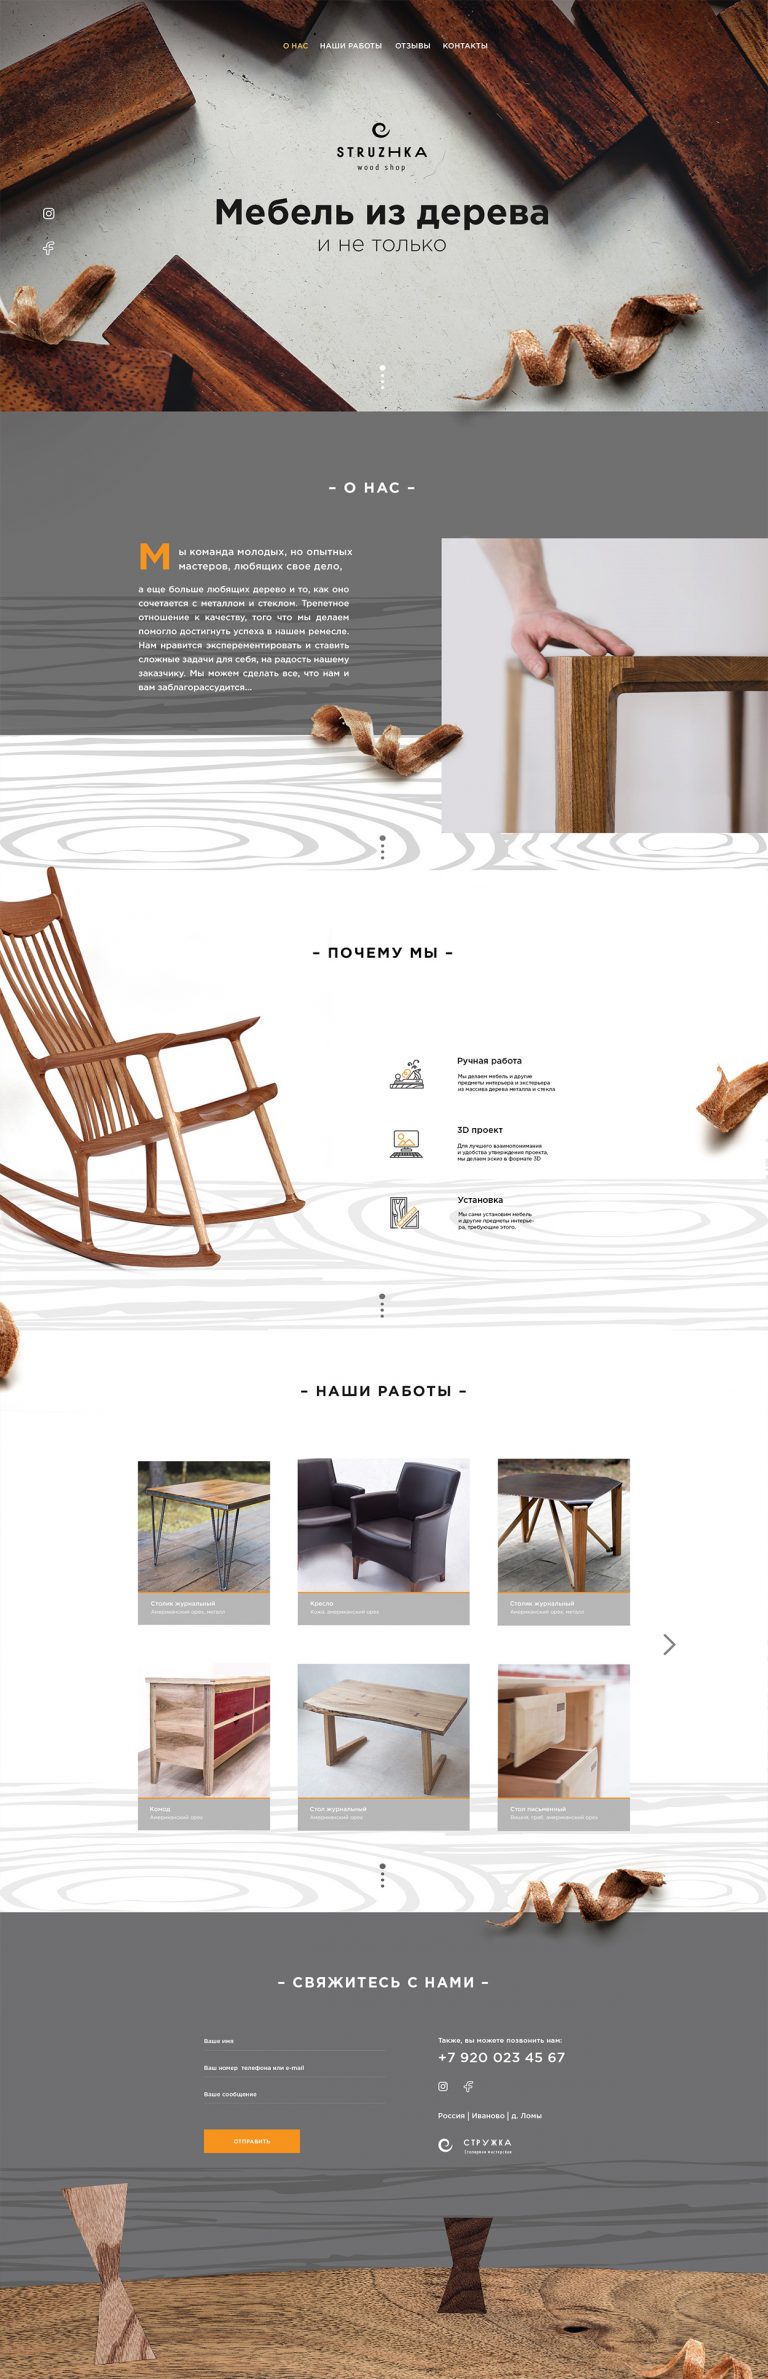 О НАС НАШИ РАБОТЫ ОТЗЫВЫ КОНТАКТЫ
STRUZHKA
wood shop
Мебель из дерева
и не только
– О НАС –
Мы команда молодых, но опытных
мастеров, любящих свое дело,
а еще больше любящих дерево и то, как оно
сочетается с металлом и стеклом. Трепетное
отношение к качеству, того что мы делаем
помогло достигнуть успеха в нашем ремесле.
Нам нравится эксперементировать и ставить
сложные задачи для себя, на радость нашему
заказчику. Мы можем сделать все, что нам и
вам заблагорассудится...
– ПОЧЕМУ МЫ –
Ручная работа
Мы делаем мебель и другие
предметы интерьера и экстерьера
из массива дерева металла и стекла
3D проект
Для лучшего взаимопонимания
и удобства утверждения проекта,
мы делаем эскиз в формате 3D
Установка
Мы сами установим мебель
и другие предметы интерье-
ра, требующие этого.
– НАШИ РАБОТЫ –
Столик журнальный
Американский орех, металл
Кресло
Кожа, американский орех
Столик журнальный
Американский орех, металл
Комод
Американский орех
Стол журнальный
Американский орех
Стол письменный
Вишня, граб, американский орех
– СВЯЖИТЕСЬ С НАМИ –
Ваше имя
Ваш номер телефона или e-mail
Ваше сообщение
ОТПРАВИТЬ
Также, вы можете позвонить нам:
+7 920 023 45 67
Россия | Иваново | д. Ломы
СТРУЖКА
Столярная мастерская